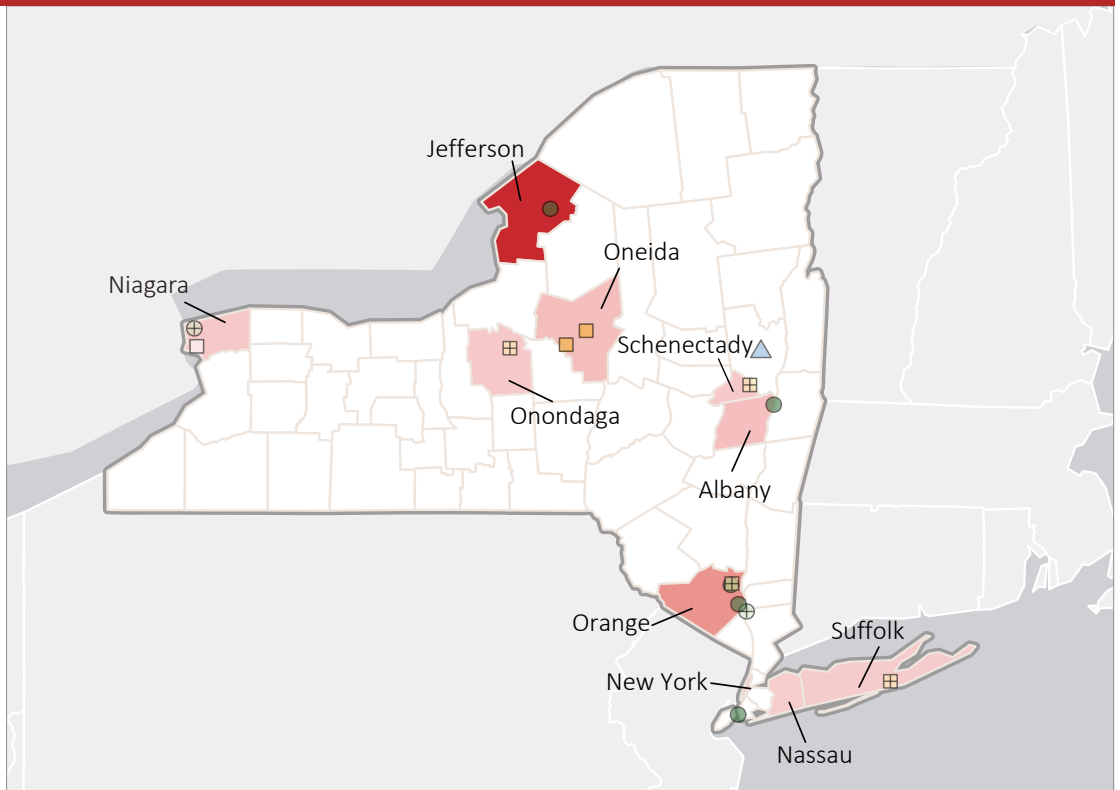 Jefferson
Oneida
Niagara
Schenectady
Onondaga
Albany
Orange
Suffolk
New York
Nassau